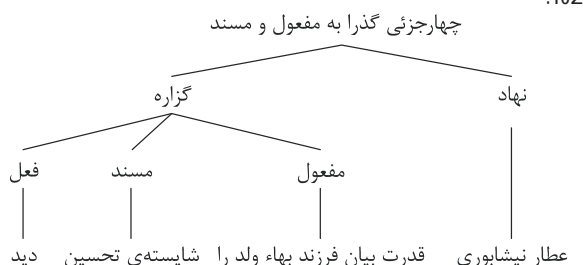 .102
چهارجزئی گذرا به مفعول و مسند
نهاد گزاره
مفعول مسند فعل
عطار نیشابوری قدرت بیان فرزند بهاء ولد را شایسته‌ی تحسین دید